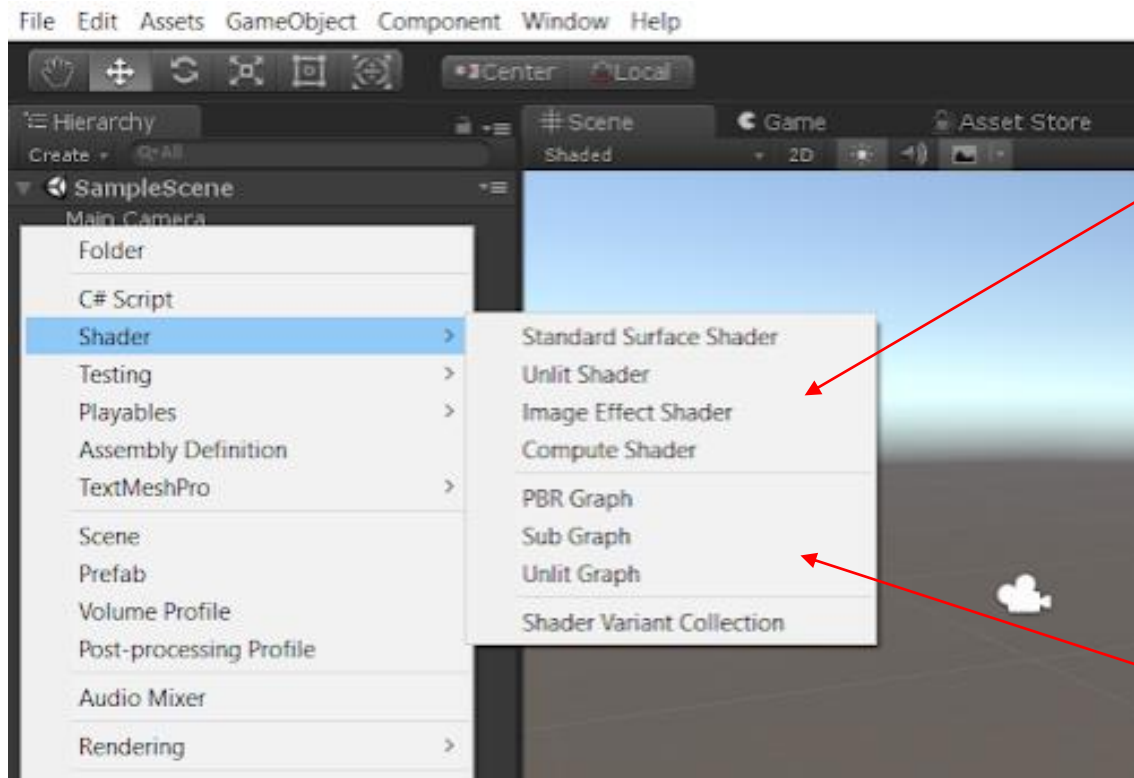 File Edit Assets GameObject Component Window Help
Center Local
Hierarchy
Scene Game Asset Store
Create All
Shaded 2D
SampleScene
Main Camera
Folder
C# Script
Shader
Testing
Playables
Assembly Definition
TextMeshPro
Scene
Prefab
Volume Profile
Post-processing Profile
Audio Mixer
Rendering
Standard Surface Shader
Unlit Shader
Image Effect Shader
Compute Shader
PBR Graph
Sub Graph
Unlit Graph
Shader Variant Collection